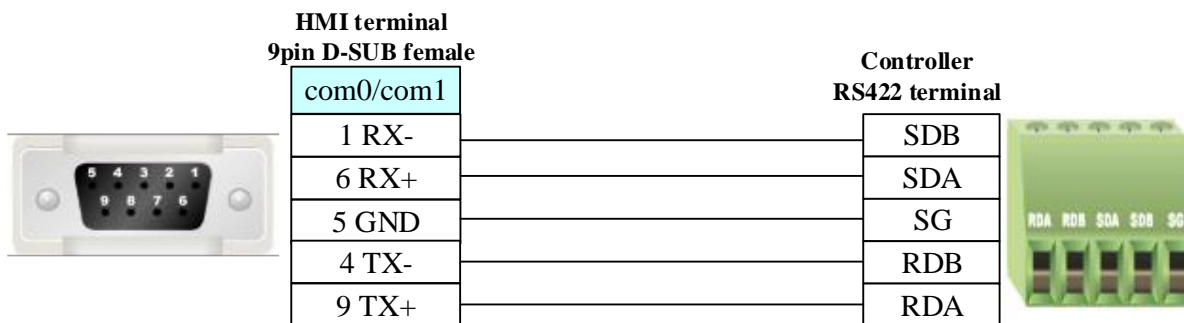 HMI terminal
9pin D-SUB female
com0/com1
1 RX-
6 RX+
5 GND
4 TX-
9 TX+
Controller
RS422 terminal
SDB
SDA
SG
RDB
RDA
5 4 3 2 1
9 8 7 6
RDA RDB SDA SDB SG